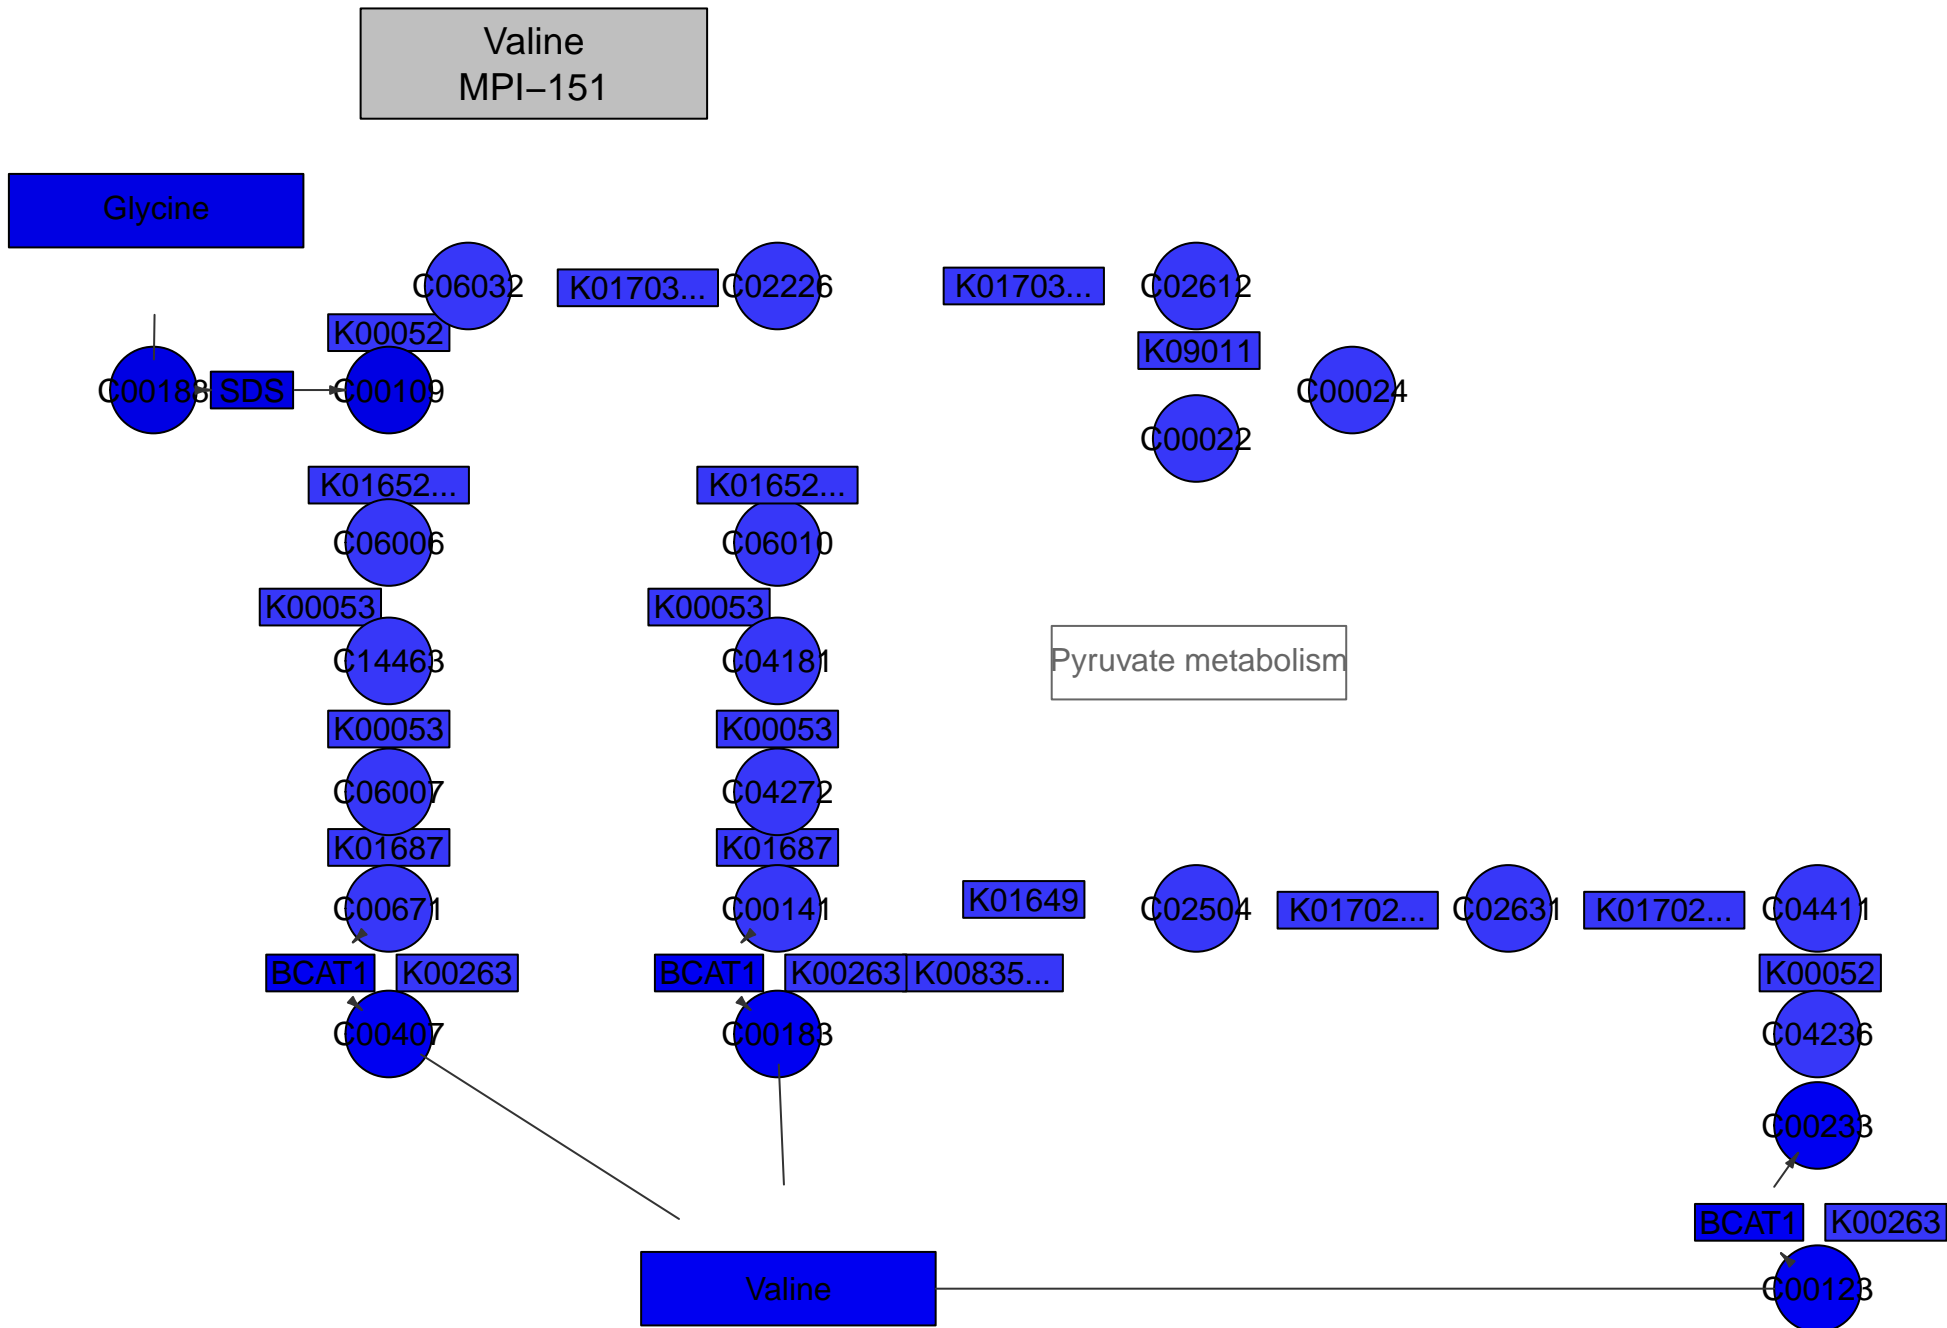 Valine
MPI−151
Glycine
C06032
K01703...
C02226
K01703...
C02612
K00052
K09011
C00188
SDS
C00109
C00024
C00022
K01652...
K01652...
C06006
C06010
K00053
K00053
C14463
C04181
Pyruvate metabolism
K00053
K00053
C06007
C04272
K01687
K01687
C00671
C00141
K01649
C02504
K01702...
C02631
K01702...
C04411
BCAT1
K00263
BCAT1
K00263
K00835...
K00052
C00407
C00183
C04236
C00233
BCAT1
K00263
Valine
C00123